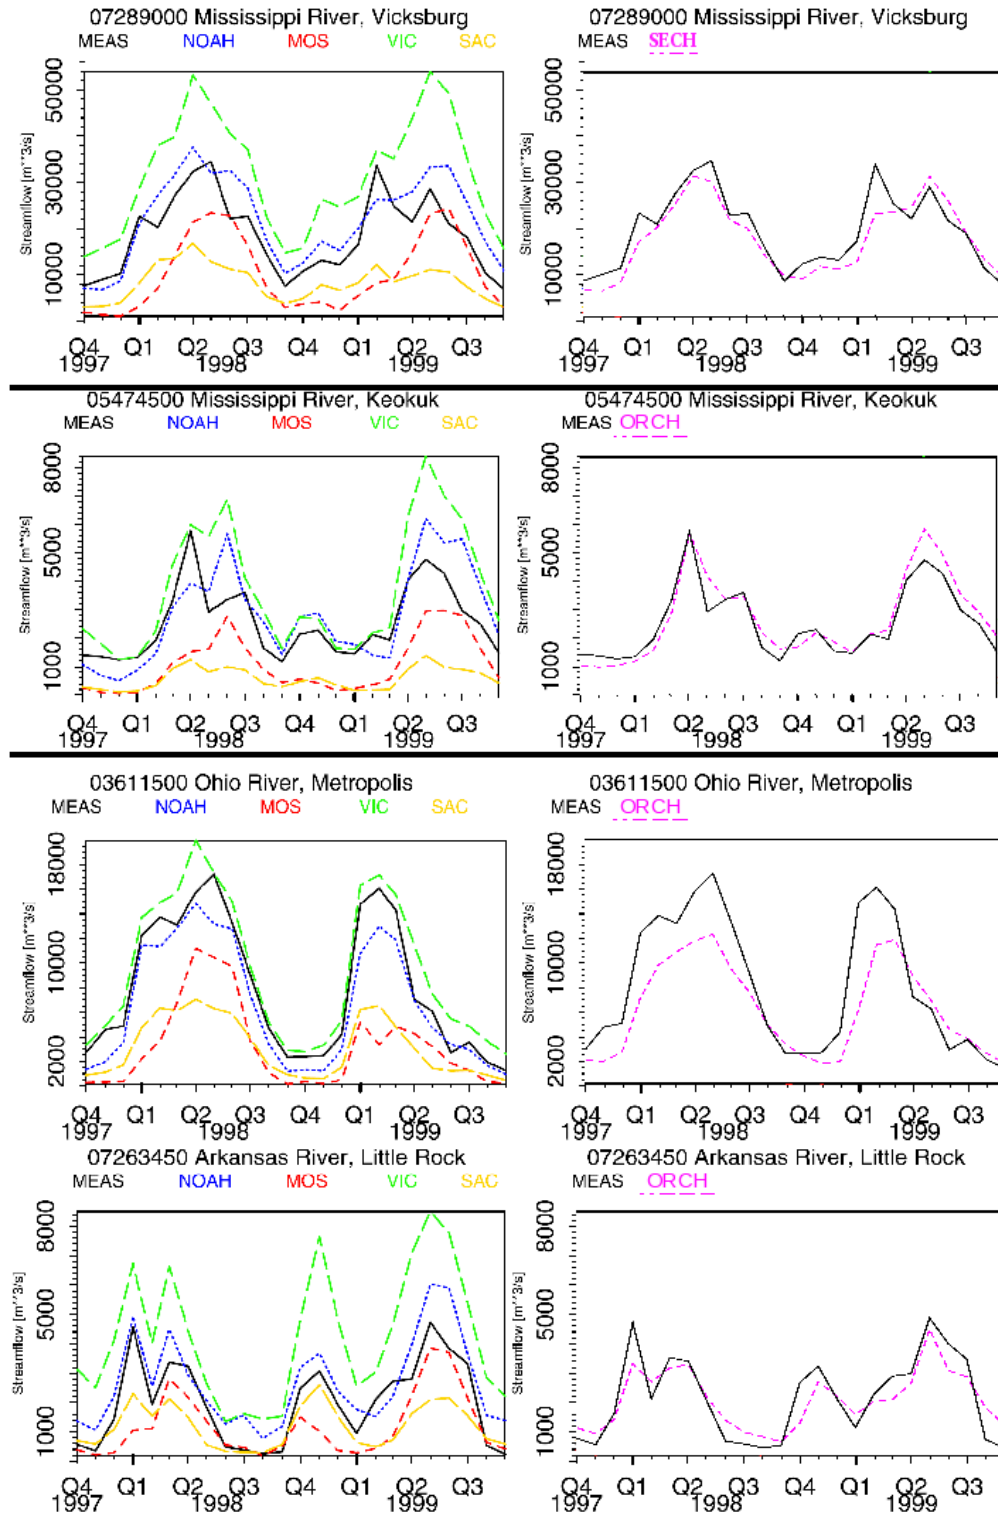 07289000 Mississippi River, Vicksburg
MEAS NOAH MOS VIC SAC
Streamflow [m**3/s]
50000
30000
10000
Q4 Q1 Q2 Q3 Q4 Q1 Q2 Q3
1997 1998 1999
07289000 Mississippi River, Vicksburg
MEAS SECH
Streamflow [m**3/s]
50000
30000
10000
Q4 Q1 Q2 Q3 Q4 Q1 Q2 Q3
1997 1998 1999
05474500 Mississippi River, Keokuk
MEAS NOAH MOS VIC SAC
Streamflow [m**3/s]
8000
5000
1000
Q4 Q1 Q2 Q3 Q4 Q1 Q2 Q3
1997 1998 1999
05474500 Mississippi River, Keokuk
MEAS ORCH
Streamflow [m**3/s]
8000
5000
1000
Q4 Q1 Q2 Q3 Q4 Q1 Q2 Q3
1997 1998 1999
03611500 Ohio River, Metropolis
MEAS NOAH MOS VIC SAC
Streamflow [m**3/s]
18000
10000
2000
Q4 Q1 Q2 Q3 Q4 Q1 Q2 Q3
1997 1998 1959
03611500 Ohio River, Metropolis
MEAS ORCH
Streamflow [m**3/s]
18000
10000
2000
Q4 Q1 Q2 Q3 Q4 Q1 Q2 Q3
1997 1998 1999
07263450 Arkansas River, Little Rock
MEAS NOAH MOS VIC SAC
Streamflow [m**3/s]
8000
5000
1000
Q4 Q1 Q2 Q3 Q4 Q1 Q2 Q3
1997 1998 1999
07263450 Arkansas River, Little Rock
MEAS ORCH
Streamflow [m**3/s]
8000
5000
1000
Q4 Q1 Q2 Q3 Q4 Q1 Q2 Q3
1997 1998 1999